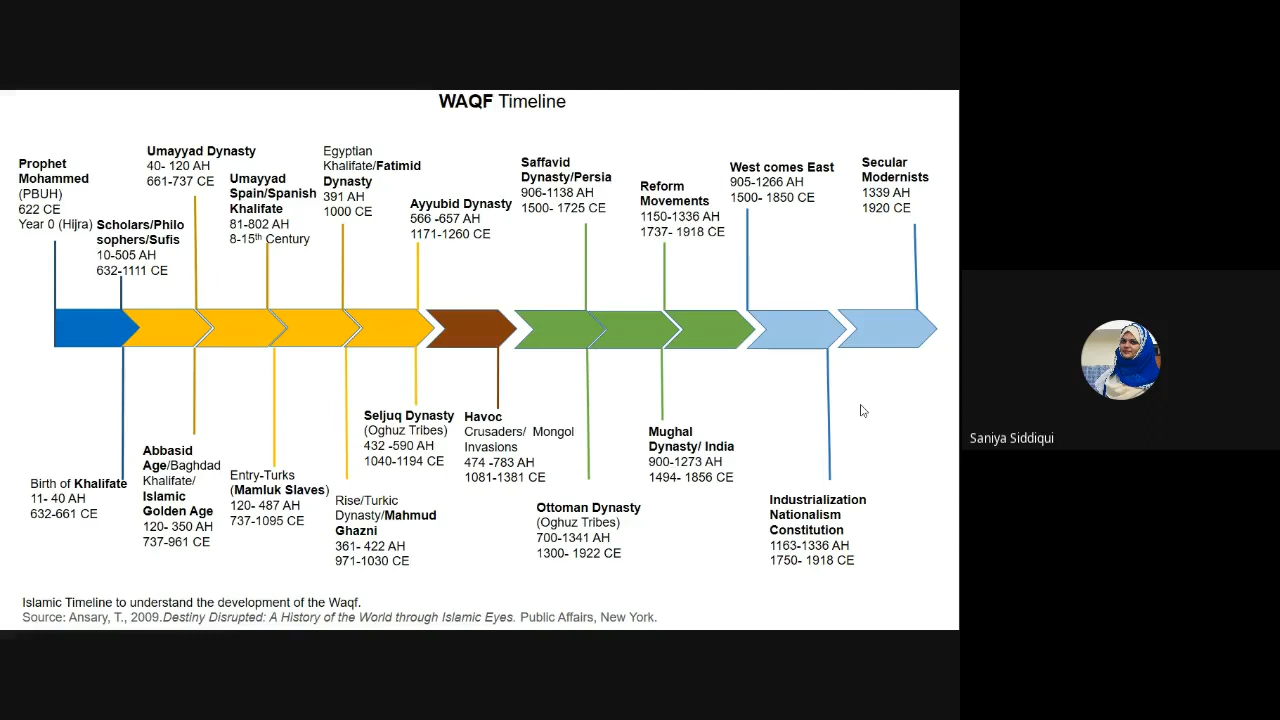 WAQF Timeline
Prophet
Mohammed
(PBUH)
622 CE
Year 0 (Hijra)
Scholars/Philo
sophers/Sufis
10-505 AH
632-1111 CE
Umayyad Dynasty
40- 120 AH
661-737 CE
Umayyad
Spain/Spanish
Khalifate
81-802 AH
8-15th Century
Egyptian
Khalifate/Fatimid
Dynasty
391 AH
1000 CE
Ayyubid Dynasty
566 -657 AH
1171-1260 CE
Saffavid
Dynasty/Persia
906-1138 AH
1500- 1725 CE
Reform
Movements
1150-1336 AH
1737- 1918 CE
West comes East
905-1266 AH
1500- 1850 CE
Secular
Modernists
1339 AH
1920 CE
Birth of Khalifate
11- 40 AH
632-661 CE
Abbasid
Age/Baghdad
Khalifate/
Islamic
Golden Age
120- 350 AH
737-961 CE
Entry-Turks
(Mamluk Slaves)
120- 487 AH
737-1095 CE
Rise/Turkic
Dynasty/Mahmud
Ghazni
361- 422 AH
971-1030 CE
Seljuq Dynasty
(Oghuz Tribes)
432 -590 AH
1040-1194 CE
Havoc
Crusaders/ Mongol
Invasions
474 -783 AH
1081-1381 CE
Ottoman Dynasty
(Oghuz Tribes)
700-1341 AH
1300- 1922 CE
Mughal
Dynasty/ India
900-1273 AH
1494- 1856 CE
Industrialization
Nationalism
Constitution
1163-1336 AH
1750- 1918 CE
Islamic Timeline to understand the development of the Waqf.
Source: Ansary, T., 2009.Destiny Disrupted: A History of the World through Islamic Eyes. Public Affairs, New York.
Saniya Siddiqui